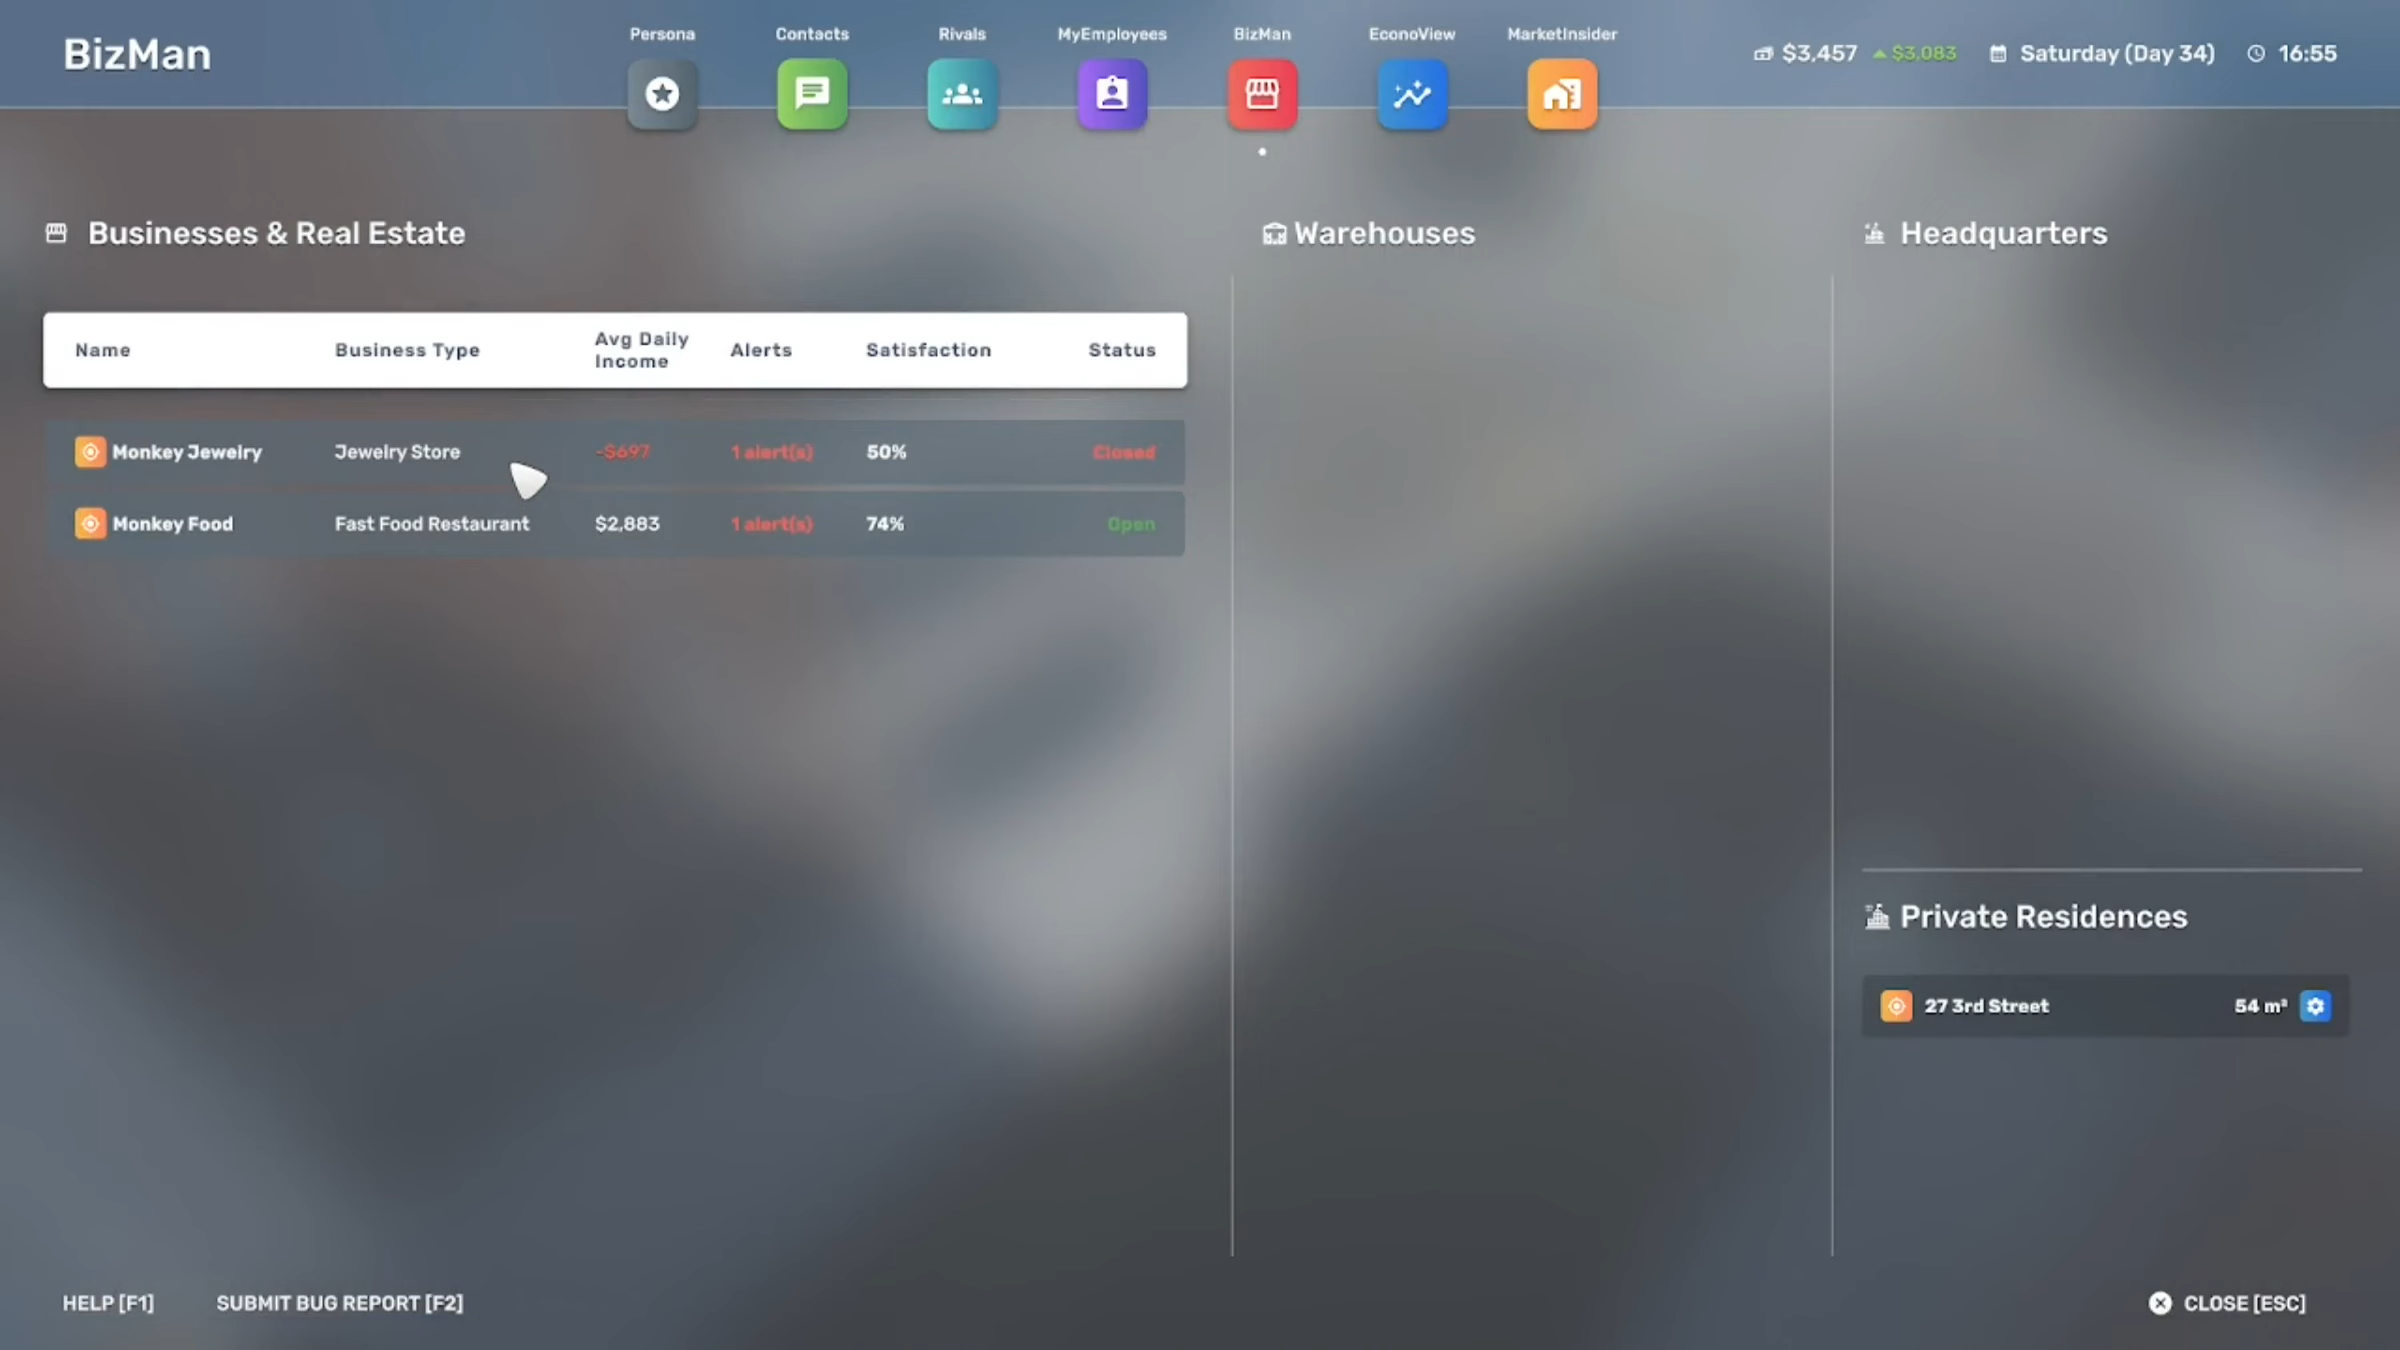 BizMan
Persona
Contacts
Rivals
MyEmployees
BizMan
EconoView
MarketInsider
$3,457 $3,083 Saturday (Day 34) 16:55
Businesses & Real Estate
Name Business Type Avg Daily Income Alerts Satisfaction Status
Monkey Jewelry Jewelry Store -$697 1 alert(s) 50% Closed
Monkey Food Fast Food Restaurant $2,883 1 alert(s) 74% Open
Warehouses
Headquarters
Private Residences
27 3rd Street 54 m²
HELP [F1] SUBMIT BUG REPORT [F2]
CLOSE [ESC]